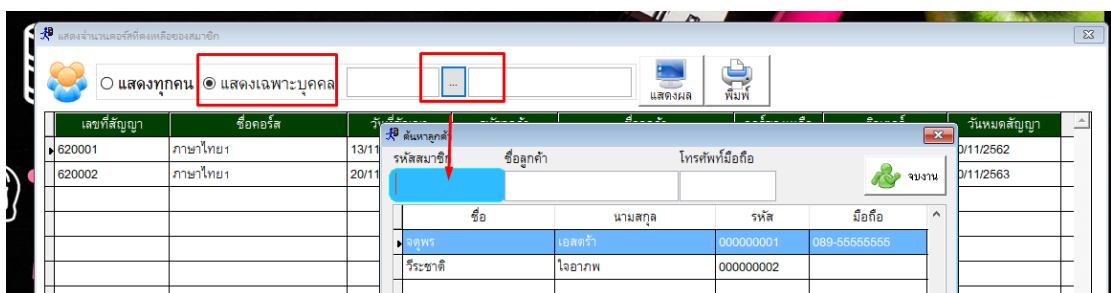 แสดงจำนวนคอร์สที่คงเหลือของสมาชิก
แสดงทุกคน แสดงเฉพาะบุคคล ... แสดงผล พิมพ์
เลขที่สัญญา ชื่อคอร์ส วันหมดสัญญา
620001 ภาษาไทย1 13/11 0/11/2562
620002 ภาษาไทย1 20/11 0/11/2563
ค้นหาลูกค้า
รหัสสมาชิก ชื่อลูกค้า โทรศัพท์มือถือ
จบงาน
ชื่อ นามสกุล รหัส มือถือ
จตุพร เอสตร้า 000000001 089-55555555
วีระชาติ ใจอาภพ 000000002